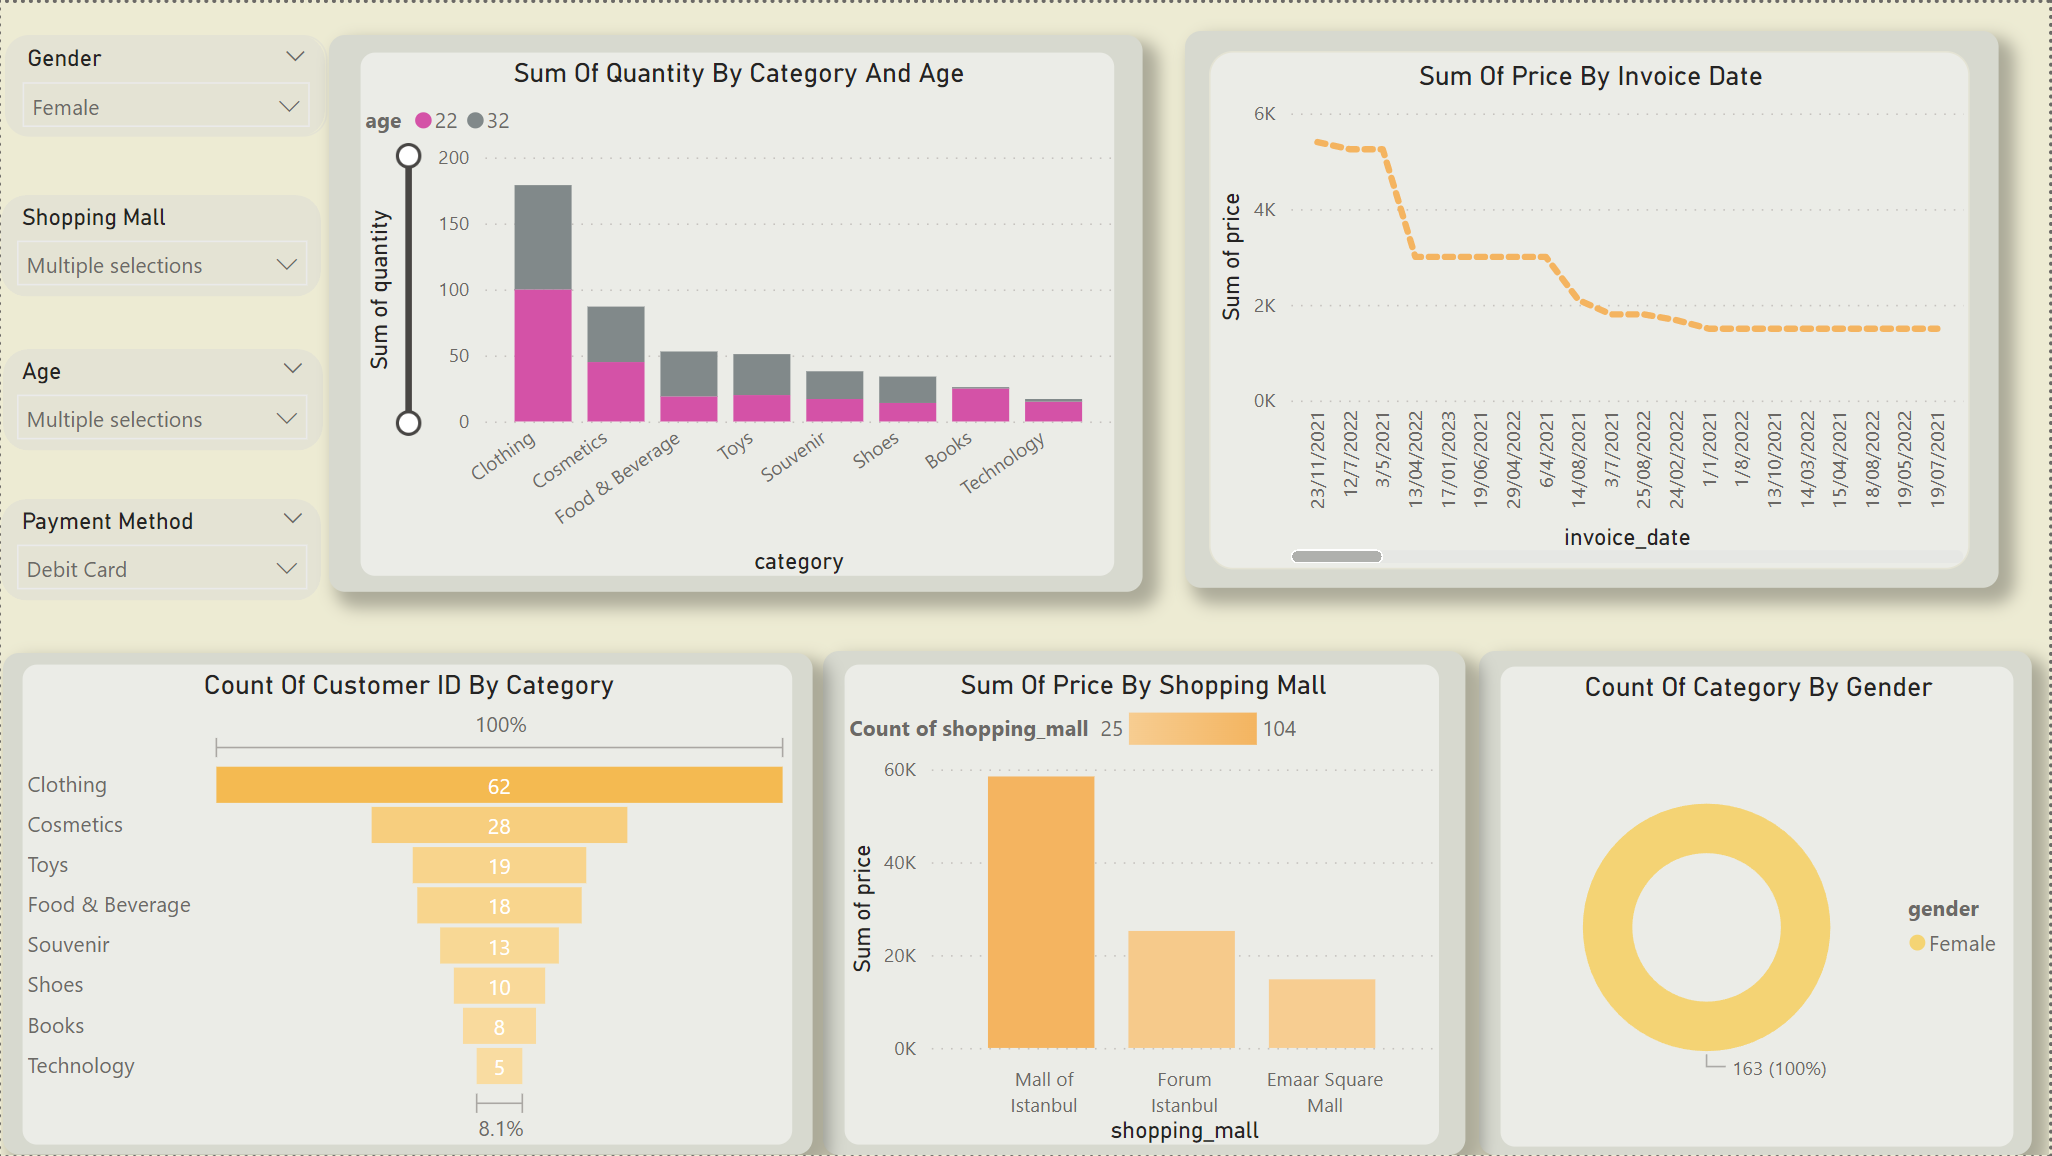 Gender
Female
Shopping Mall
Multiple selections
Age
Multiple selections
Payment Method
Debit Card
Sum Of Quantity By Category And Age
age 22 32
Sum of quantity
200
150
100
50
0
Clothing
Cosmetics
Food & Beverage
Toys
Souvenir
Shoes
Books
Technology
category
Sum Of Price By Invoice Date
Sum of price
6K
4K
2K
0K
23/11/2021
12/7/2022
3/5/2021
13/04/2022
17/01/2023
19/06/2021
29/04/2022
6/4/2021
14/08/2021
3/7/2021
25/08/2022
24/02/2022
1/1/2021
1/8/2022
13/10/2021
14/03/2022
15/04/2021
18/08/2022
19/05/2022
19/07/2021
invoice_date
Count Of Customer ID By Category
100%
Clothing 62
Cosmetics 28
Toys 19
Food & Beverage 18
Souvenir 13
Shoes 10
Books 8
Technology 5
8.1%
Sum Of Price By Shopping Mall
Count of shopping_mall 25 104
Sum of price
60K
40K
20K
0K
Mall of
Istanbul
Forum
Istanbul
Emaar Square
Mall
shopping_mall
Count Of Category By Gender
gender
Female
163 (100%)